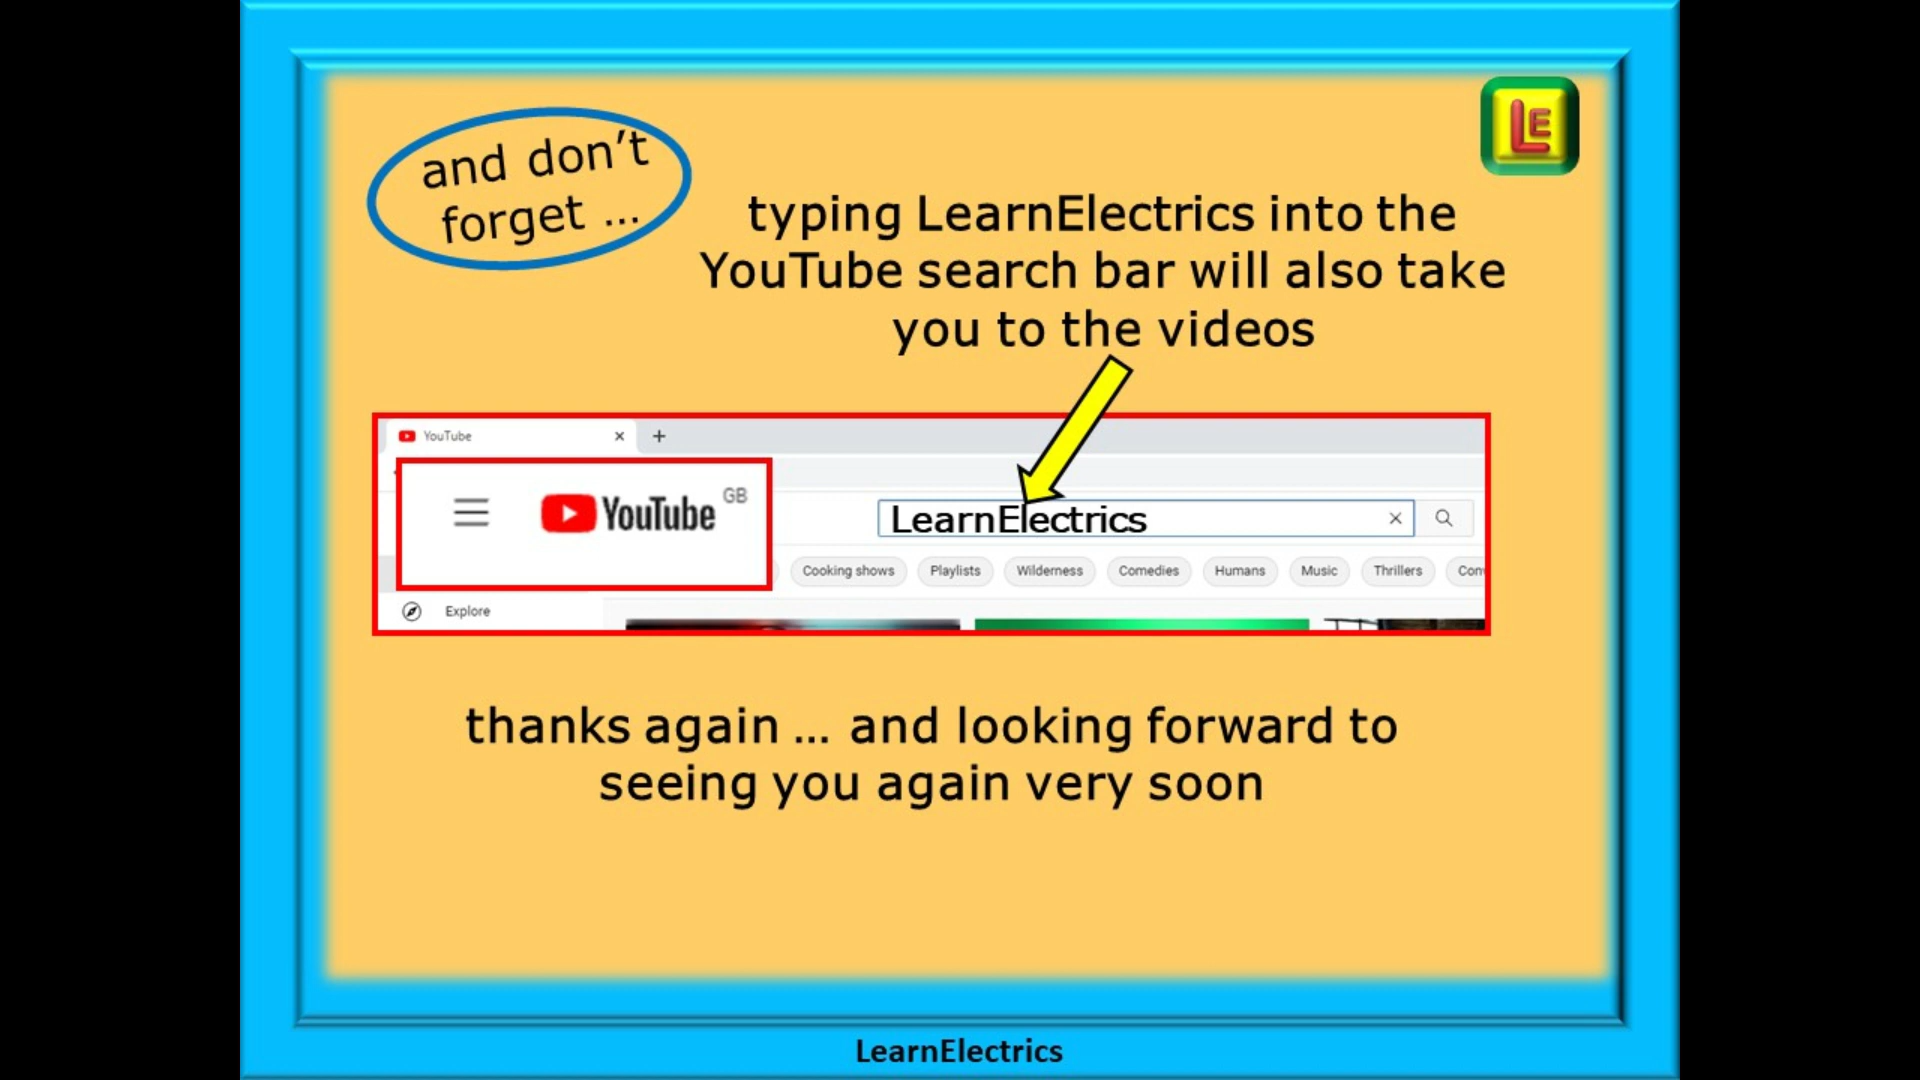 and don't
forget ...
LE
typing LearnElectrics into the
YouTube search bar will also take
you to the videos
YouTube
YouTube GB
LearnElectrics
Cooking shows Playlists Wilderness Comedies Humans Music Thrillers
Explore
thanks again ... and looking forward to
seeing you again very soon
LearnElectrics